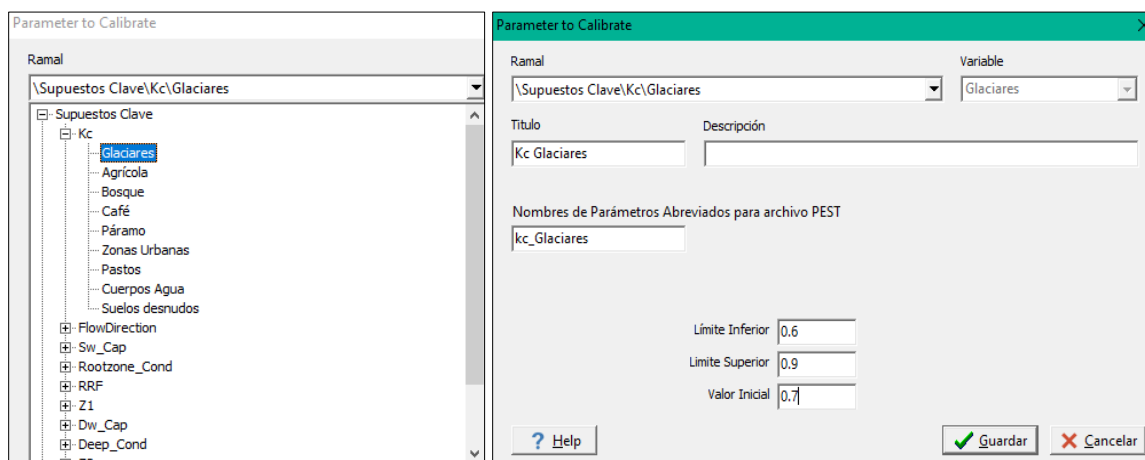 Parameter to Calibrate
Ramal
\Supuestos Clave\Kc\Glaciares
Supuestos Clave
Kc
Glaciares
Agrícola
Bosque
Café
Páramo
Zonas Urbanas
Pastos
Cuerpos Agua
Suelos desnudos
FlowDirection
Sw_Cap
Rootzone_Cond
RRF
Z1
Dw_Cap
Deep_Cond
Parameter to Calibrate
Ramal Variable
\Supuestos Clave\Kc\Glaciares Glaciares
Titulo Descripción
Kc Glaciares
Nombres de Parámetros Abreviados para archivo PEST
kc_Glaciares
Límite Inferior 0.6
Limite Superior 0.9
Valor Inicial 0.7
? Help Guardar Cancelar